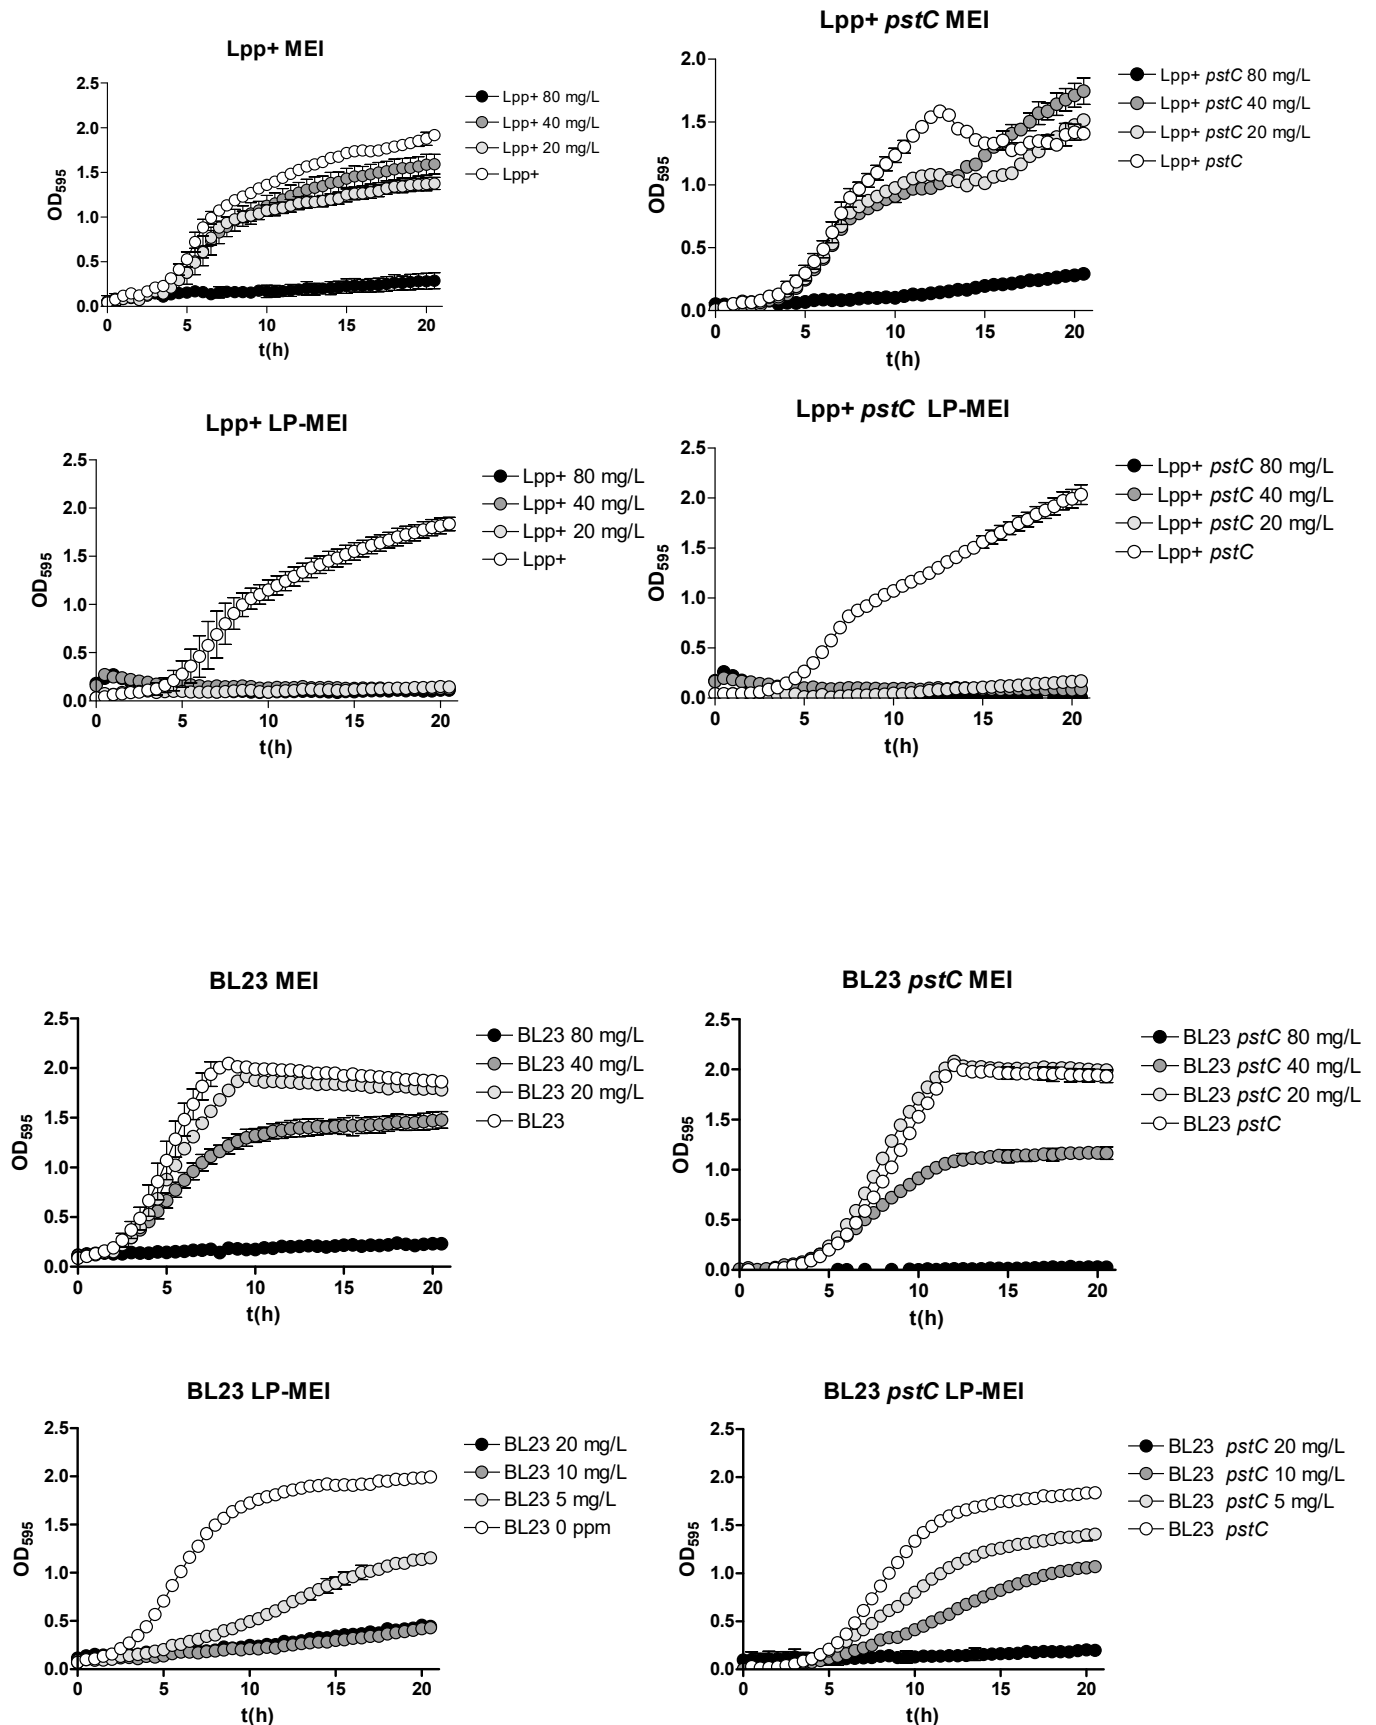 Lpp+ MEI
2.5
2.0
1.5
1.0
0.5
0.0
OD595
0 5 10 15 20
t(h)
Lpp+ 80 mg/L
Lpp+ 40 mg/L
Lpp+ 20 mg/L
Lpp+
Lpp+ pstC MEI
2.0
1.5
1.0
0.5
0.0
OD595
0 5 10 15 20
t(h)
Lpp+ pstC 80 mg/L
Lpp+ pstC 40 mg/L
Lpp+ pstC 20 mg/L
Lpp+ pstC
Lpp+ LP-MEI
2.5
2.0
1.5
1.0
0.5
0.0
OD595
0 5 10 15 20
t(h)
Lpp+ 80 mg/L
Lpp+ 40 mg/L
Lpp+ 20 mg/L
Lpp+
Lpp+ pstC LP-MEI
2.5
2.0
1.5
1.0
0.5
0.0
OD595
0 5 10 15 20
t(h)
Lpp+ pstC 80 mg/L
Lpp+ pstC 40 mg/L
Lpp+ pstC 20 mg/L
Lpp+ pstC
BL23 MEI
2.5
2.0
1.5
1.0
0.5
0.0
OD595
0 5 10 15 20
t(h)
BL23 80 mg/L
BL23 40 mg/L
BL23 20 mg/L
BL23
BL23 pstC MEI
2.5
2.0
1.5
1.0
0.5
0.0
OD595
0 5 10 15 20
t(h)
BL23 pstC 80 mg/L
BL23 pstC 40 mg/L
BL23 pstC 20 mg/L
BL23 pstC
BL23 LP-MEI
2.5
2.0
1.5
1.0
0.5
0.0
OD595
0 5 10 15 20
t(h)
BL23 20 mg/L
BL23 10 mg/L
BL23 5 mg/L
BL23 0 ppm
BL23 pstC LP-MEI
2.5
2.0
1.5
1.0
0.5
0.0
OD595
0 5 10 15 20
t(h)
BL23 pstC 20 mg/L
BL23 pstC 10 mg/L
BL23 pstC 5 mg/L
BL23 pstC